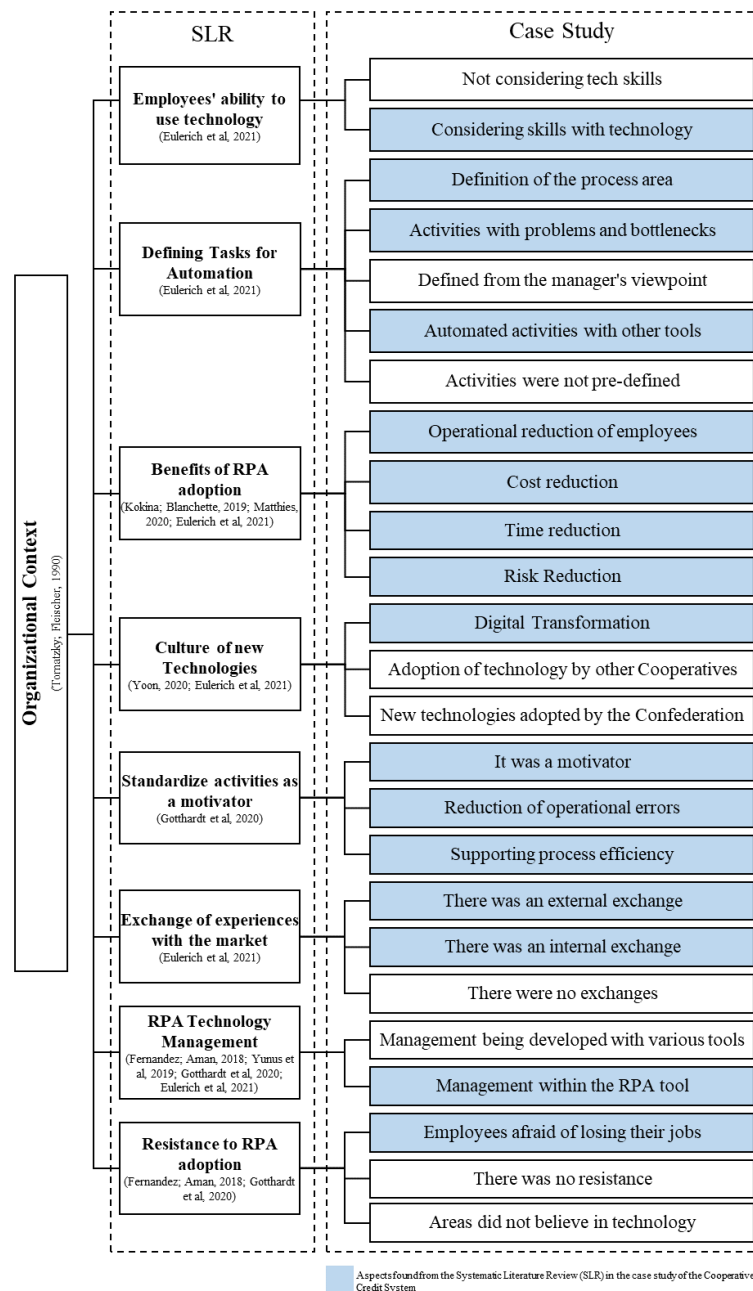 SLR
Case Study
Organizational Context
(Tornatzky; Fleischer, 1990)
Employees' ability to
use technology
(Eulerich et al, 2021)
Not considering tech skills
Considering skills with technology
Defining Tasks for
Automation
(Eulerich et al, 2021)
Definition of the process area
Activities with problems and bottlenecks
Defined from the manager's viewpoint
Automated activities with other tools
Activities were not pre-defined
Benefits of RPA
adoption
(Kokina; Blanchette, 2019; Matthies,
2020; Eulerich et al, 2021)
Operational reduction of employees
Cost reduction
Time reduction
Risk Reduction
Culture of new
Technologies
(Yoon, 2020; Eulerich et al, 2021)
Digital Transformation
Adoption of technology by other Cooperatives
New technologies adopted by the Confederation
Standardize activities as
a motivator
(Gotthardt et al, 2020)
It was a motivator
Reduction of operational errors
Supporting process efficiency
Exchange of experiences
with the market
(Eulerich et al, 2021)
There was an external exchange
There was an internal exchange
There were no exchanges
RPA Technology
Management
(Fernandez; Aman, 2018; Yunus et
al, 2019; Gotthardt et al, 2020;
Eulerich et al, 2021)
Management being developed with various tools
Management within the RPA tool
Resistance to RPA
adoption
(Fernandez; Aman, 2018; Gotthardt
et al, 2020)
Employees afraid of losing their jobs
There was no resistance
Areas did not believe in technology
Aspects found from the Systematic Literature Review (SLR) in the case study of the Cooperative
Credit System